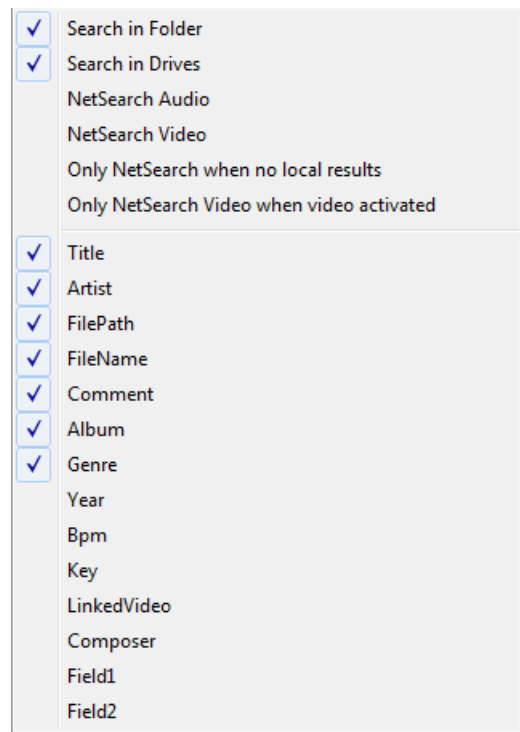 Search in Folder
Search in Drives
NetSearch Audio
NetSearch Video
Only NetSearch when no local results
Only NetSearch Video when video activated
Title
Artist
FilePath
FileName
Comment
Album
Genre
Year
Bpm
Key
LinkedVideo
Composer
Field1
Field2